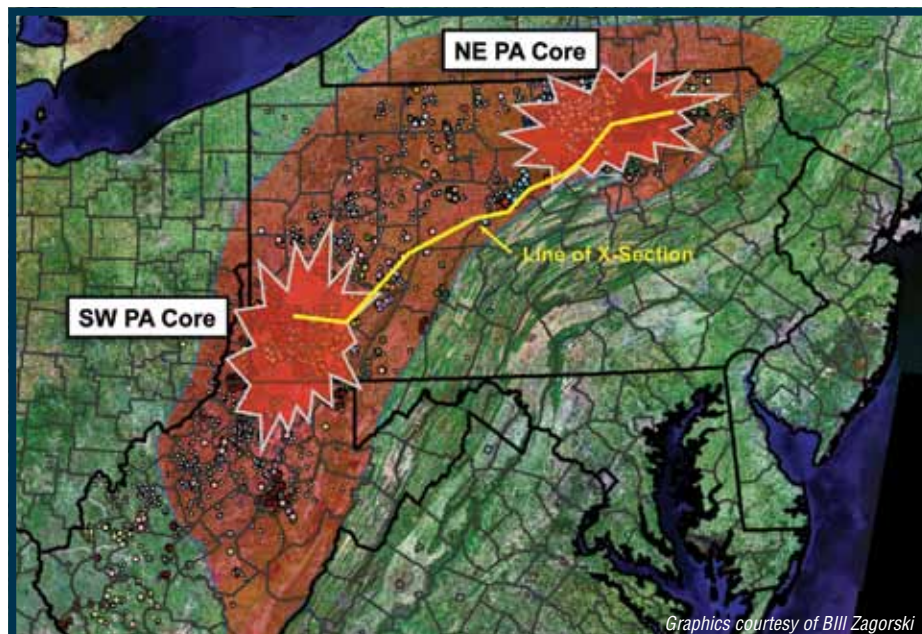 NE PA Core
Line of X-Section
SW PA Core
Graphics courtesy of BIll Zagorski